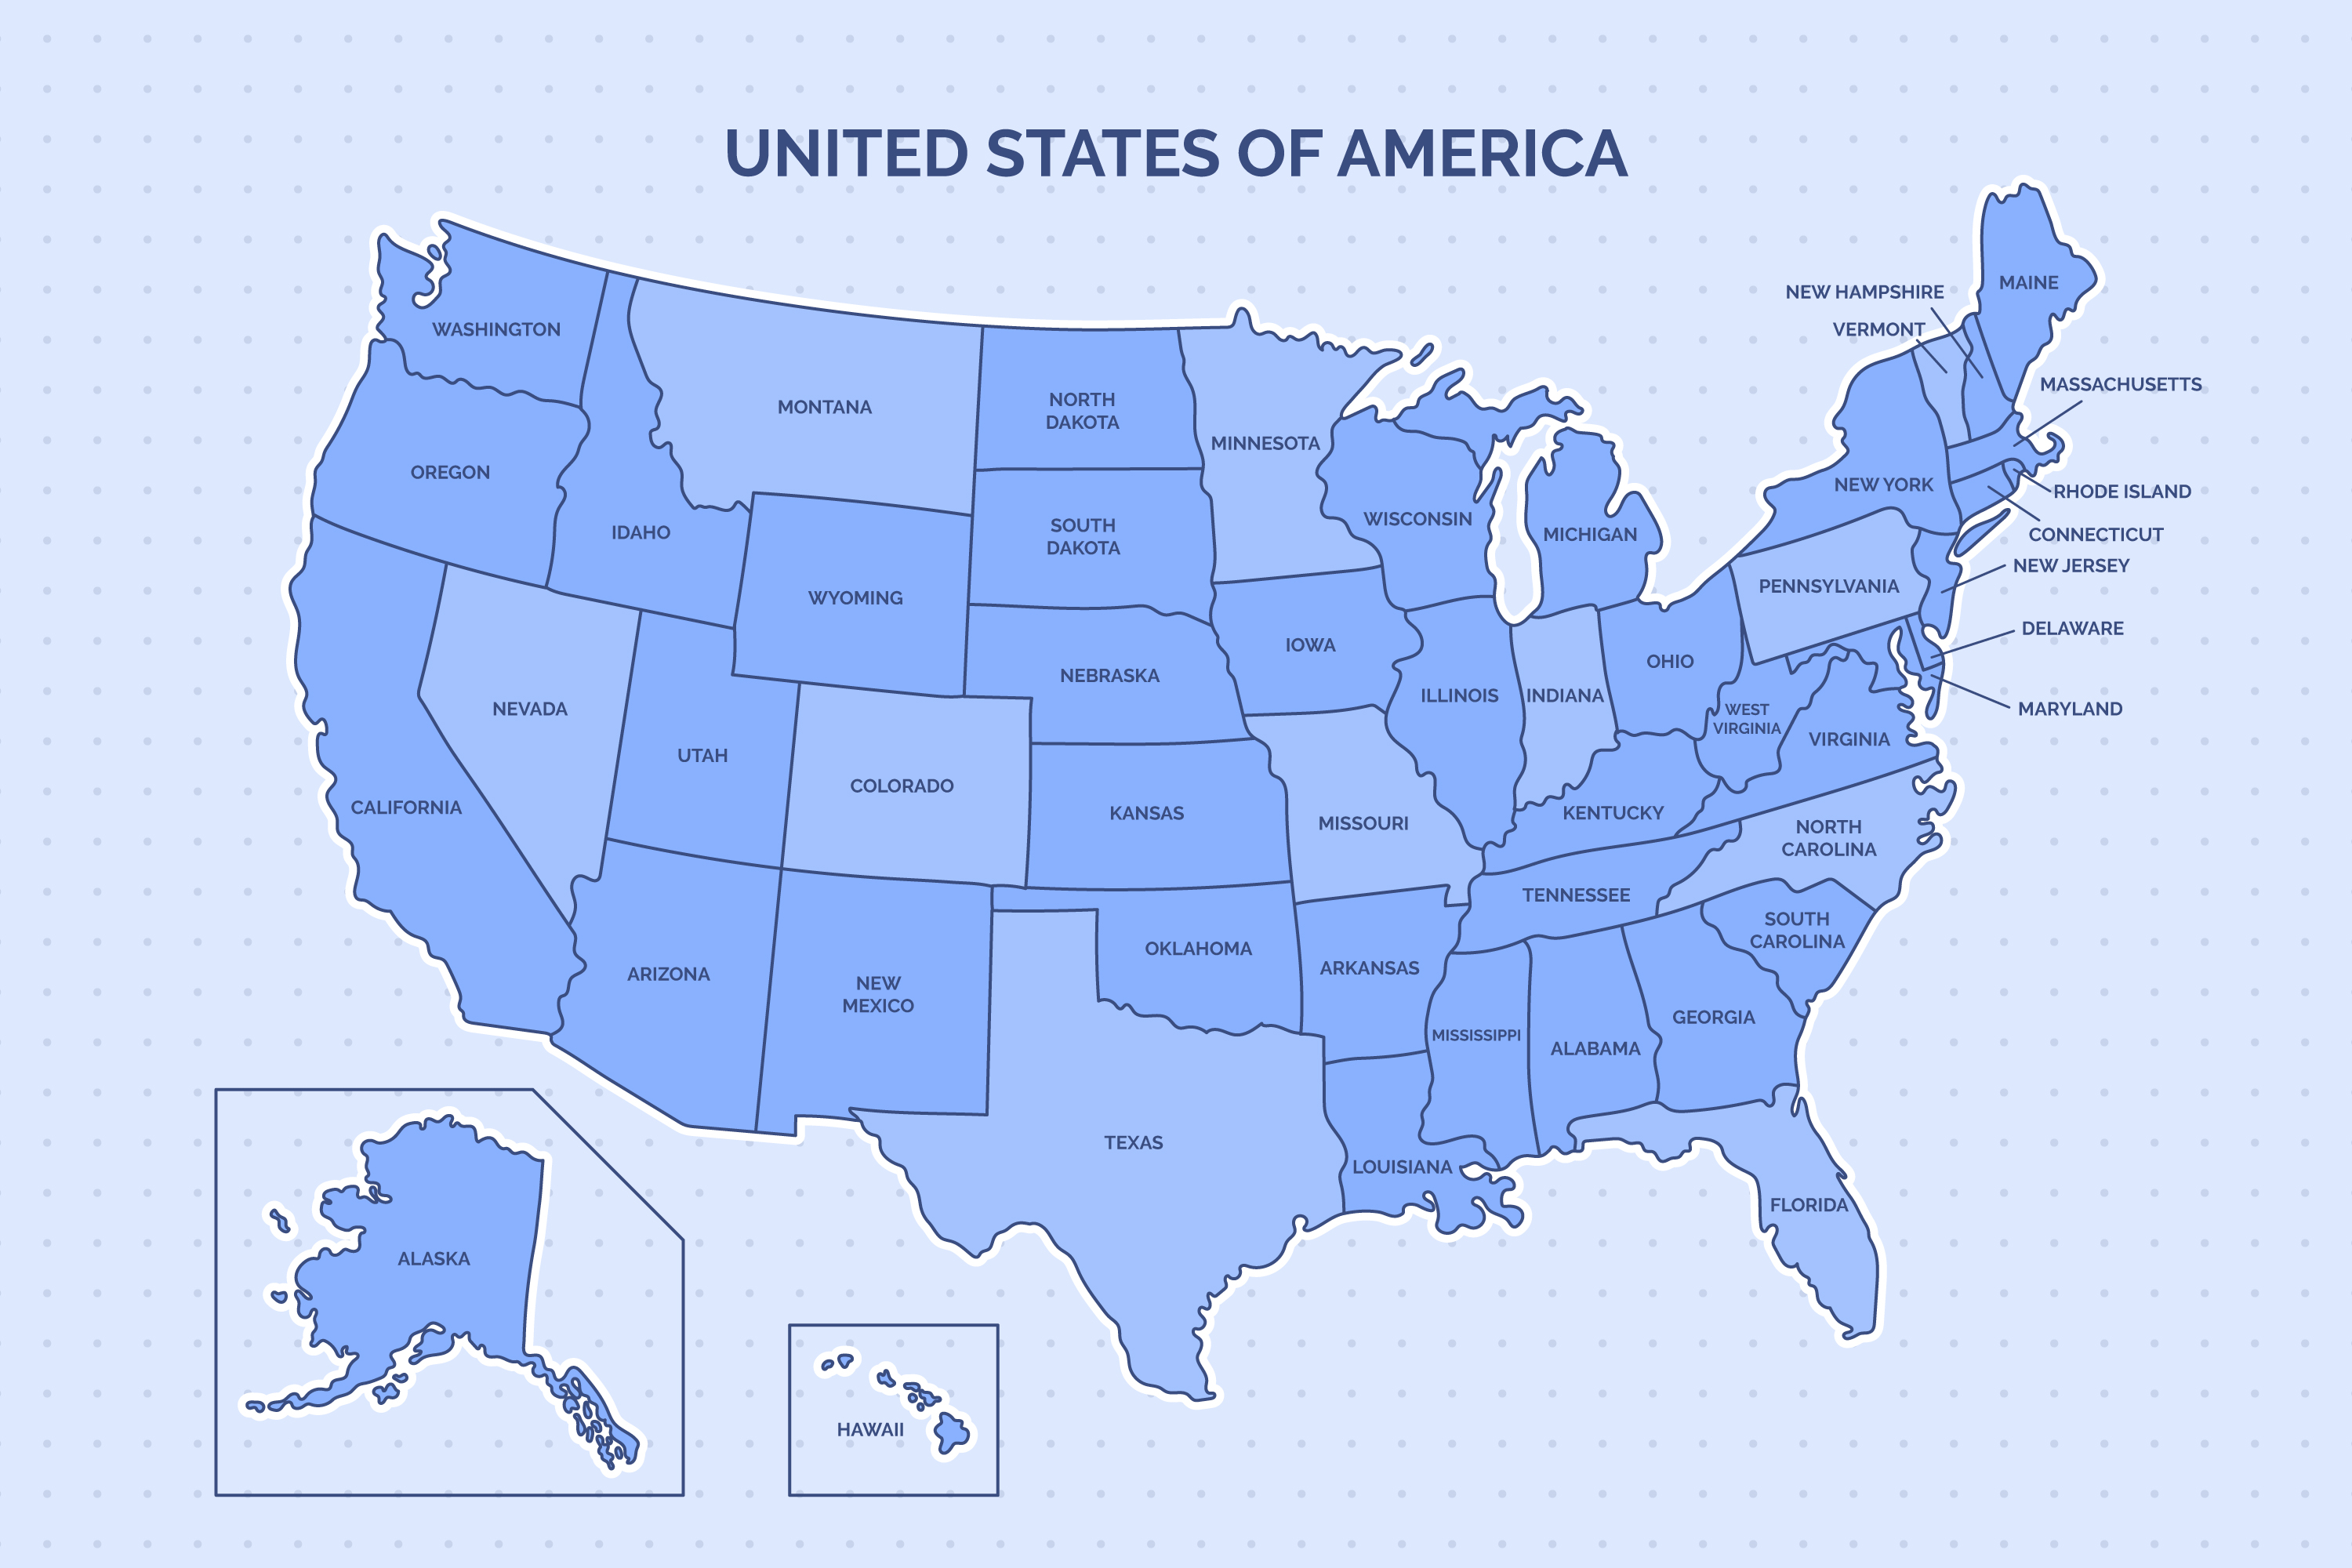 UNITED STATES OF AMERICA
MAINE
NEW HAMPSHIRE
VERMONT
WASHINGTON
MASSACHUSETTS
MONTANA
NORTH
DAKOTA
MINNESOTA
OREGON
NEW YORK
RHODE ISLAND
WISCONSIN
SOUTH
DAKOTA
IDAHO
MICHIGAN
CONNECTICUT
NEW JERSEY
PENNSYLVANIA
WYOMING
DELAWARE
IOWA
OHIO
NEBRASKA
ILLINOIS
INDIANA
NEVADA
WEST
VIRGINIA
MARYLAND
VIRGINIA
UTAH
COLORADO
CALIFORNIA
KANSAS
KENTUCKY
MISSOURI
NORTH
CAROLINA
TENNESSEE
SOUTH
CAROLINA
OKLAHOMA
ARKANSAS
ARIZONA
NEW
MEXICO
GEORGIA
MISSISSIPPI
ALABAMA
TEXAS
LOUISIANA
FLORIDA
ALASKA
HAWAII